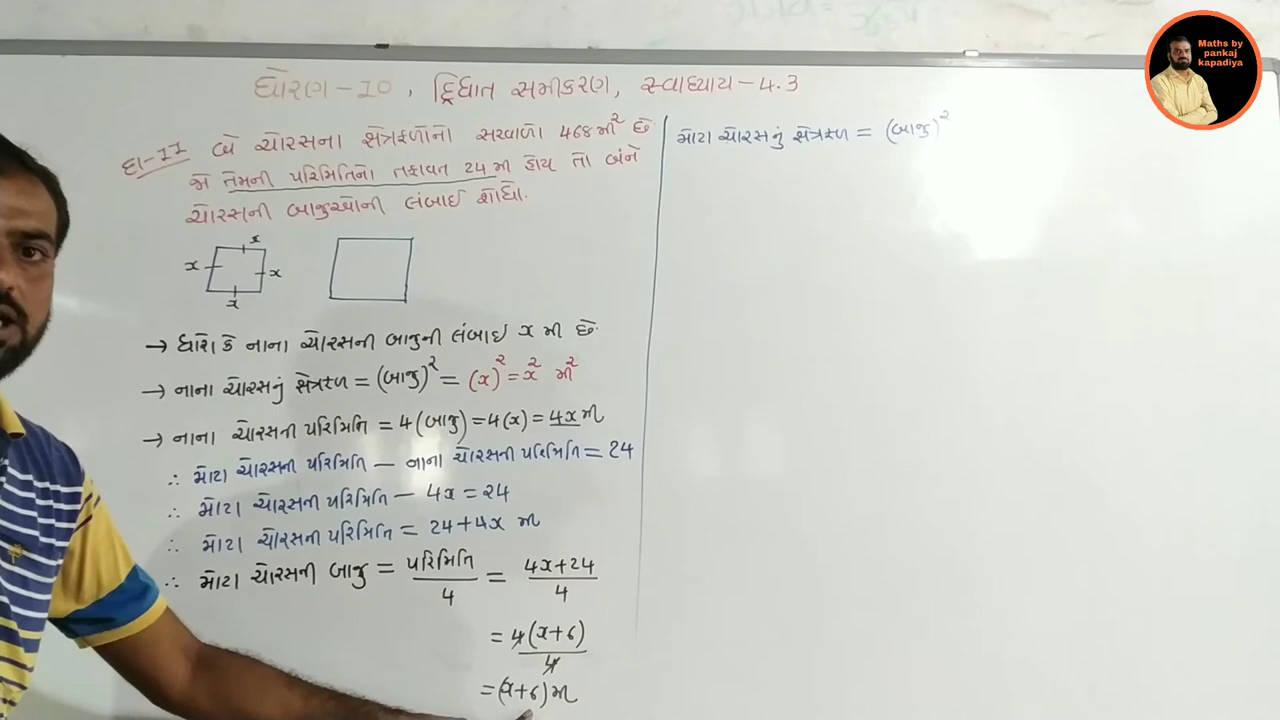 ધોરણ - 10, દ્વિઘાત સમીકરણ, સ્વાધ્યાય - 4.3
દા-11 બે ચોરસના ક્ષેત્રફળોનો સરવાળો 468 મી² છે
જો તેમની પરિમિતિનો તફાવત 24 મી હોય તો બંને
ચોરસની બાજુઓની લંબાઈ શોધો.
x
x x
x
→ ધારો કે નાના ચોરસની બાજુની લંબાઈ x મી છે.
→ નાના ચોરસનું ક્ષેત્રફળ = (બાજુ)² = (x)² = x² મી²
→ નાના ચોરસની પરિમિતિ = 4(બાજુ) = 4(x) = 4x મી
∴ મોટા ચોરસની પરિમિતિ - નાના ચોરસની પરિમિતિ = 24
∴ મોટા ચોરસની પરિમિતિ - 4x = 24
∴ મોટા ચોરસની પરિમિતિ = 24 + 4x મી
∴ મોટા ચોરસની બાજુ = પરિમિતિ/4 = 4x+24/4
= 4(x+6)/4
= (x+6) મી
મોટા ચોરસનું ક્ષેત્રફળ = (બાજુ)²
Maths by
pankaj
kapadiya